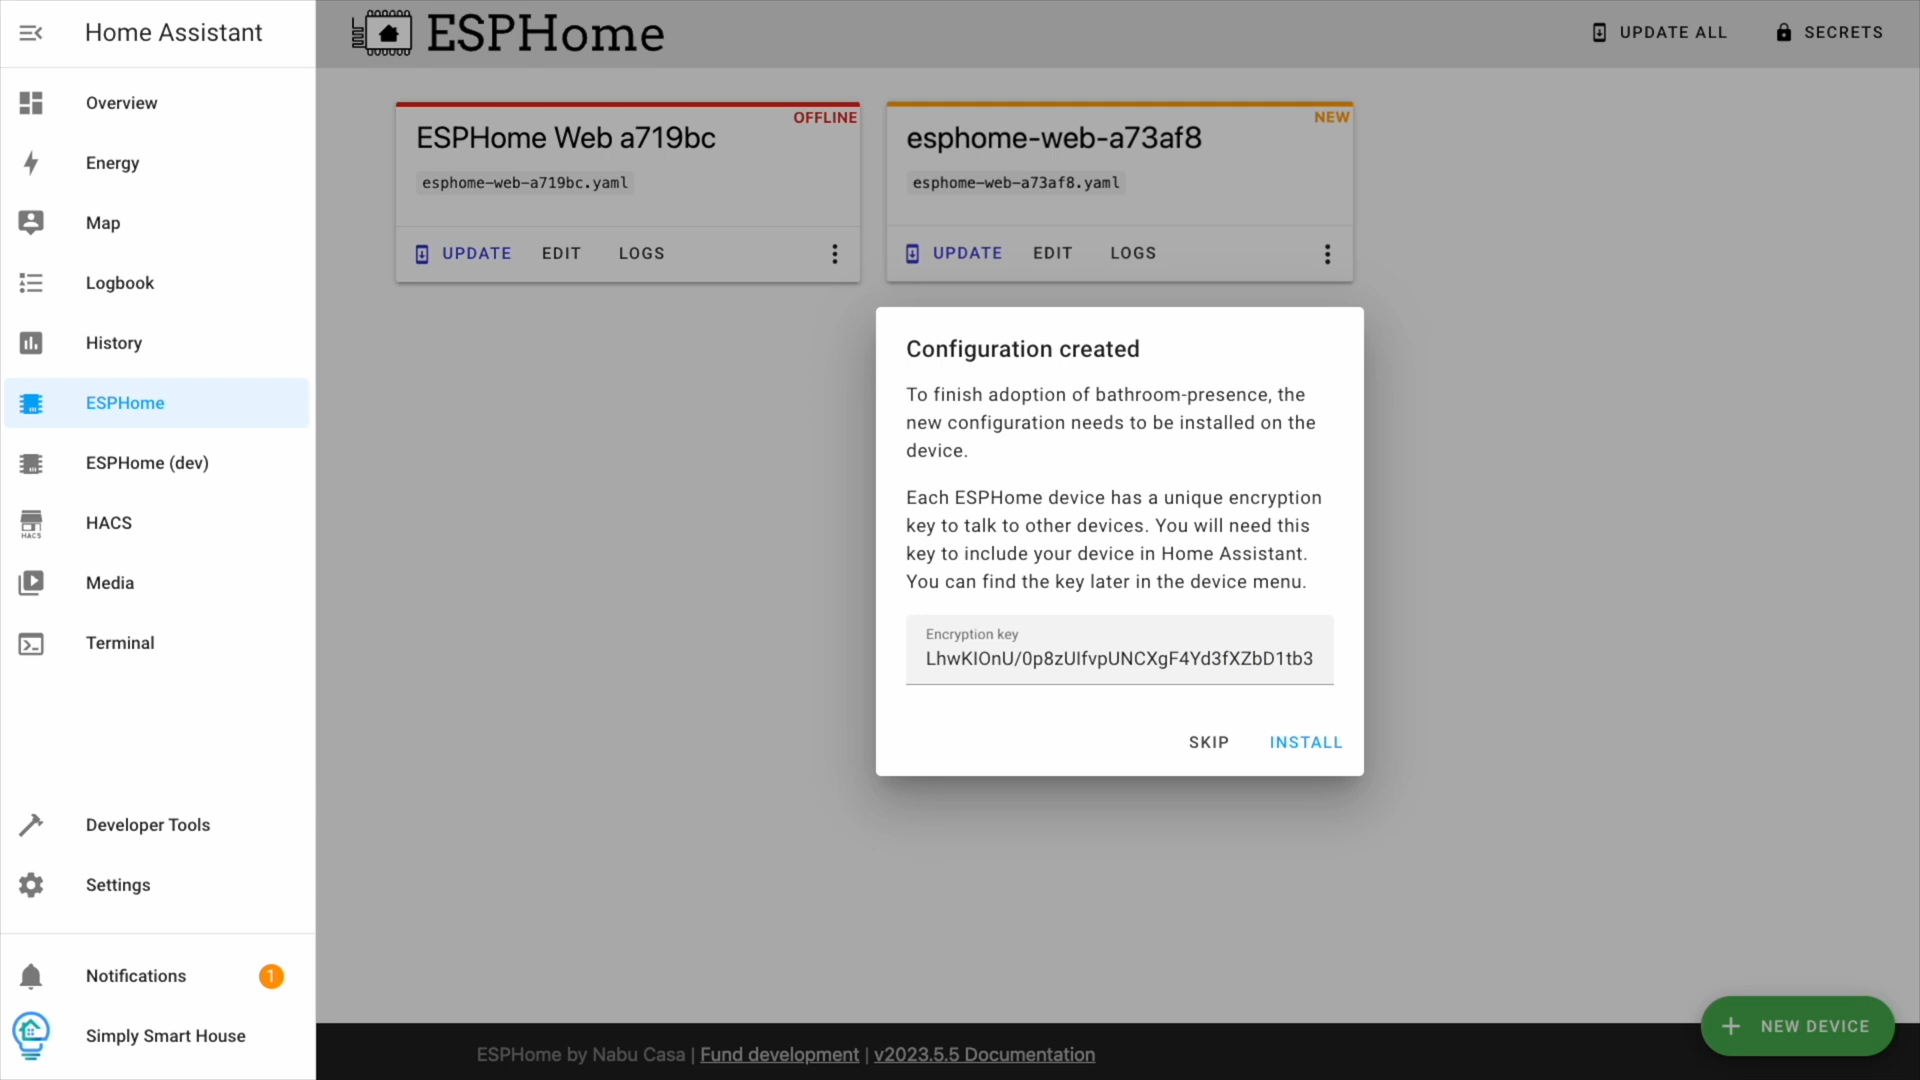 Home Assistant
ESPHome
UPDATE ALL
SECRETS
Overview
Energy
Map
Logbook
History
ESPHome
ESPHome (dev)
HACS
HACS
Media
Terminal
Developer Tools
Settings
Notifications
1
Simply Smart House
OFFLINE
ESPHome Web a719bc
esphome-web-a719bc.yaml
UPDATE
EDIT
LOGS
NEW
esphome-web-a73af8
esphome-web-a73af8.yaml
UPDATE
EDIT
LOGS
Configuration created
To finish adoption of bathroom-presence, the
new configuration needs to be installed on the
device.
Each ESPHome device has a unique encryption
key to talk to other devices. You will need this
key to include your device in Home Assistant.
You can find the key later in the device menu.
Encryption key
LhwKIOnU/0p8zUlfvpUNCXgF4Yd3fXZbD1tb3
SKIP
INSTALL
+ NEW DEVICE
ESPHome by Nabu Casa | Fund development | v2023.5.5 Documentation